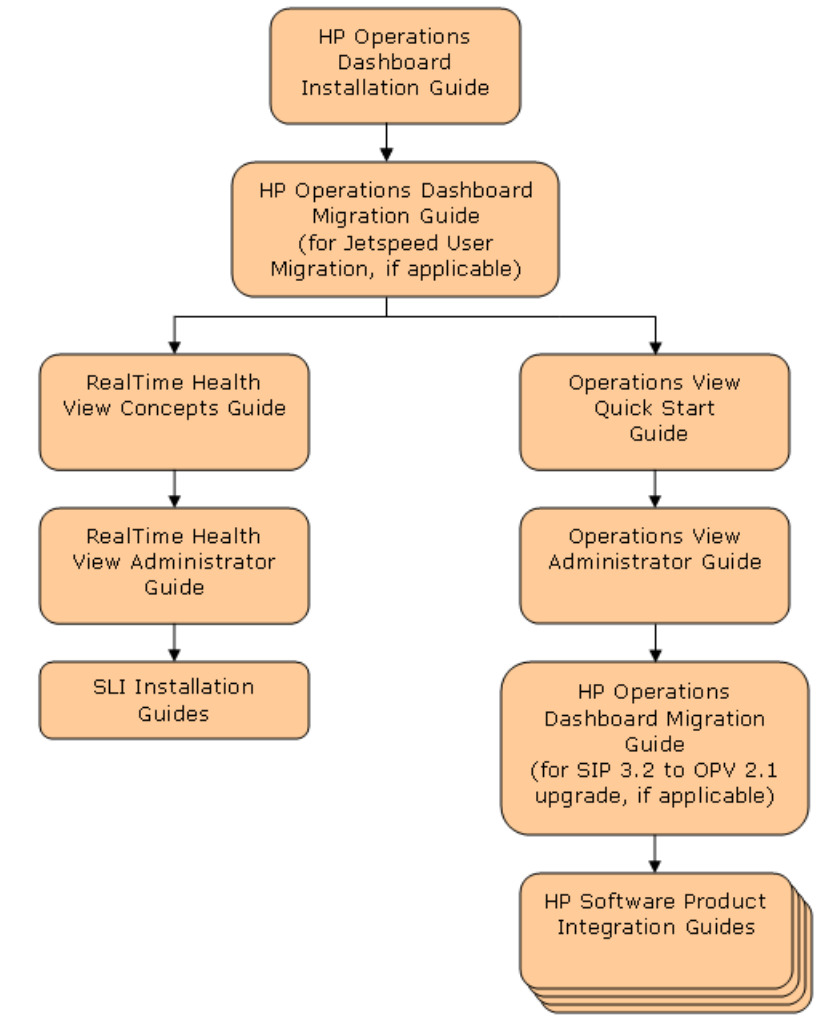 HP Operations
Dashboard
Installation Guide
HP Operations Dashboard
Migration Guide
(for Jetspeed User
Migration, if applicable)
RealTime Health
View Concepts Guide
RealTime Health
View Administrator
Guide
SLI Installation
Guides
Operations View
Quick Start
Guide
Operations View
Administrator Guide
HP Operations
Dashboard Migration
Guide
(for SIP 3.2 to OPV 2.1
upgrade, if applicable)
HP Software Product
Integration Guides